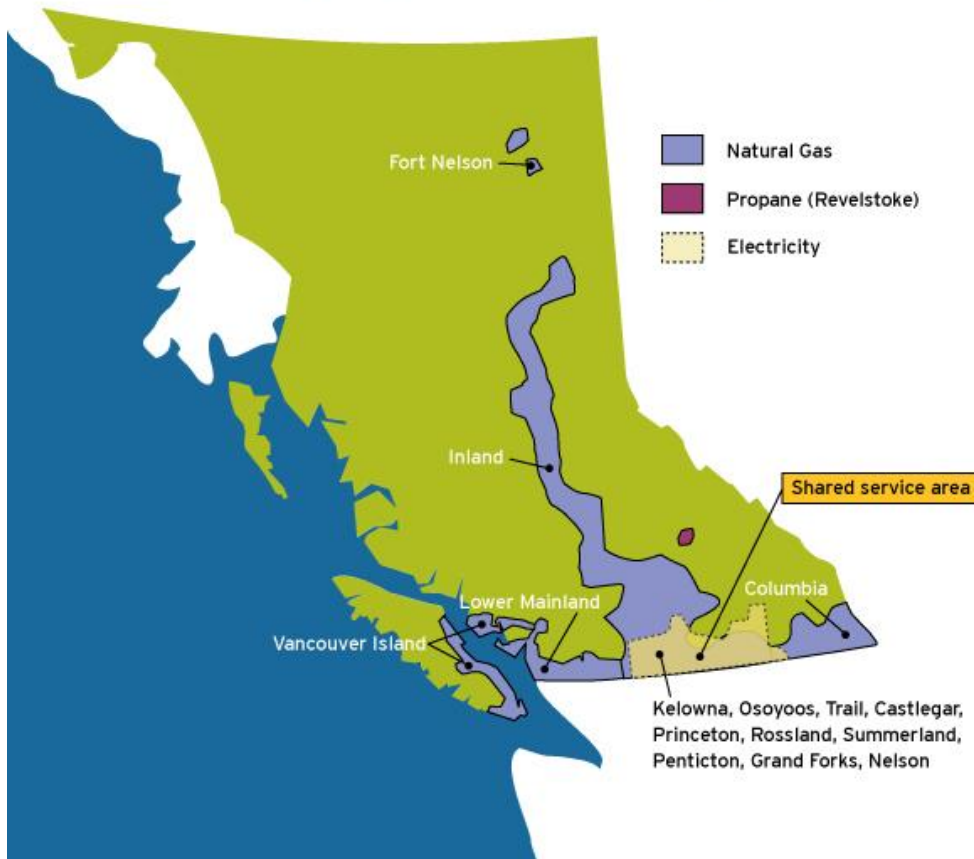 Fort Nelson
Natural Gas
Propane (Revelstoke)
Electricity
Inland
Shared service area
Lower Mainland
Columbia
Vancouver Island
Kelowna, Osoyoos, Trail, Castlegar,
Princeton, Rossland, Summerland,
Penticton, Grand Forks, Nelson